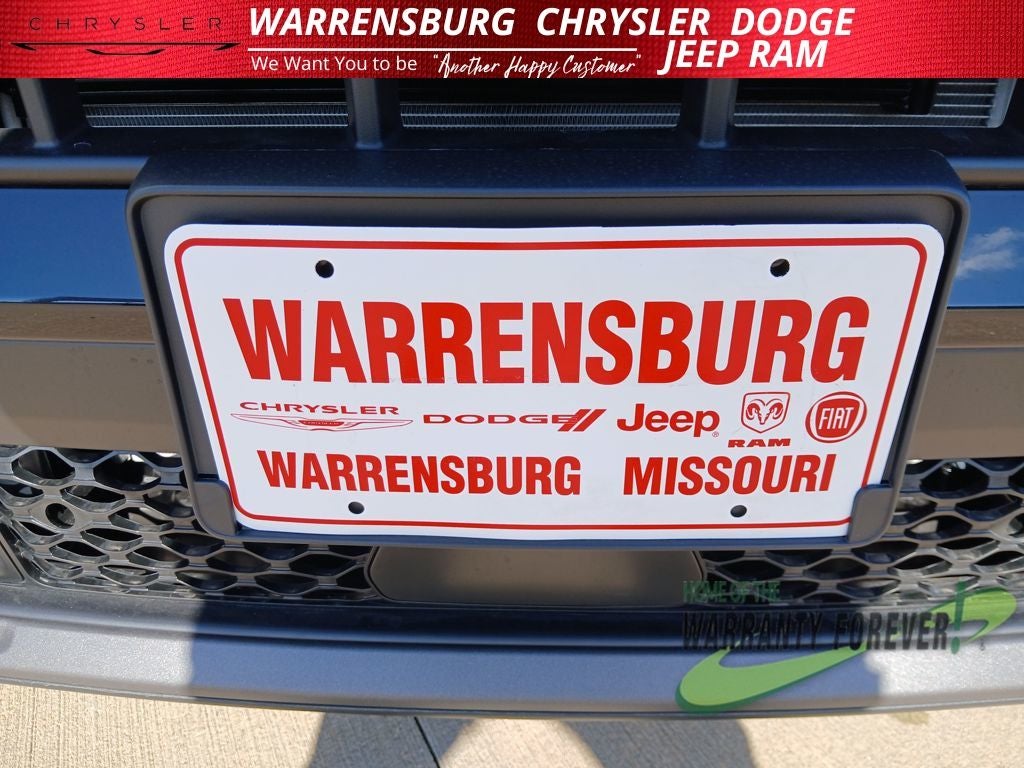 CHRYSLER
WARRENSBURG CHRYSLER DODGE
JEEP RAM
We Want You to be "Another Happy Customer"
WARRENSBURG
CHRYSLER DODGE Jeep RAM FIAT
WARRENSBURG MISSOURI
HOME OF THE
WARRANTY FOREVER!